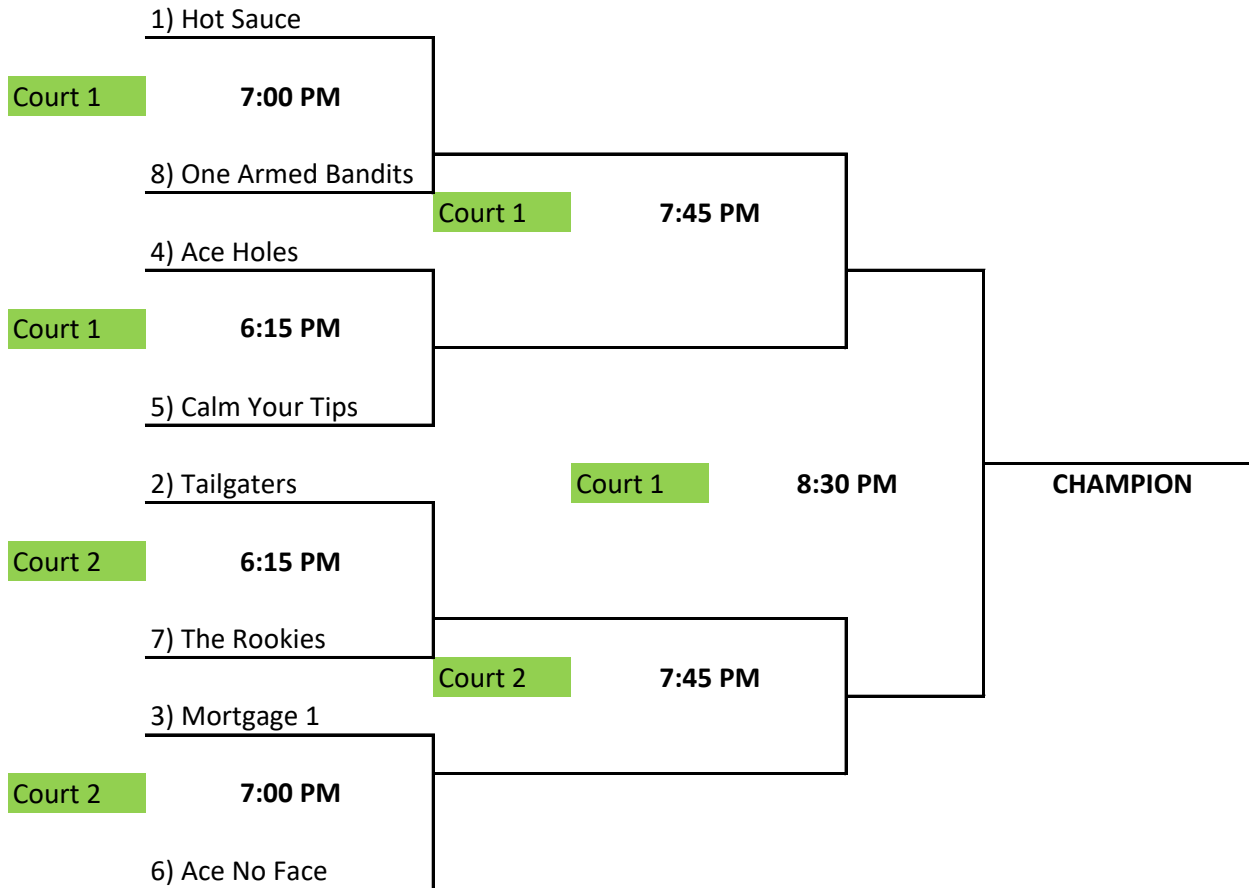 1) Hot Sauce
Court 1 7:00 PM
8) One Armed Bandits
Court 1 7:45 PM
4) Ace Holes
Court 1 6:15 PM
5) Calm Your Tips
2) Tailgaters
Court 1 8:30 PM CHAMPION
Court 2 6:15 PM
7) The Rookies
Court 2 7:45 PM
3) Mortgage 1
Court 2 7:00 PM
6) Ace No Face